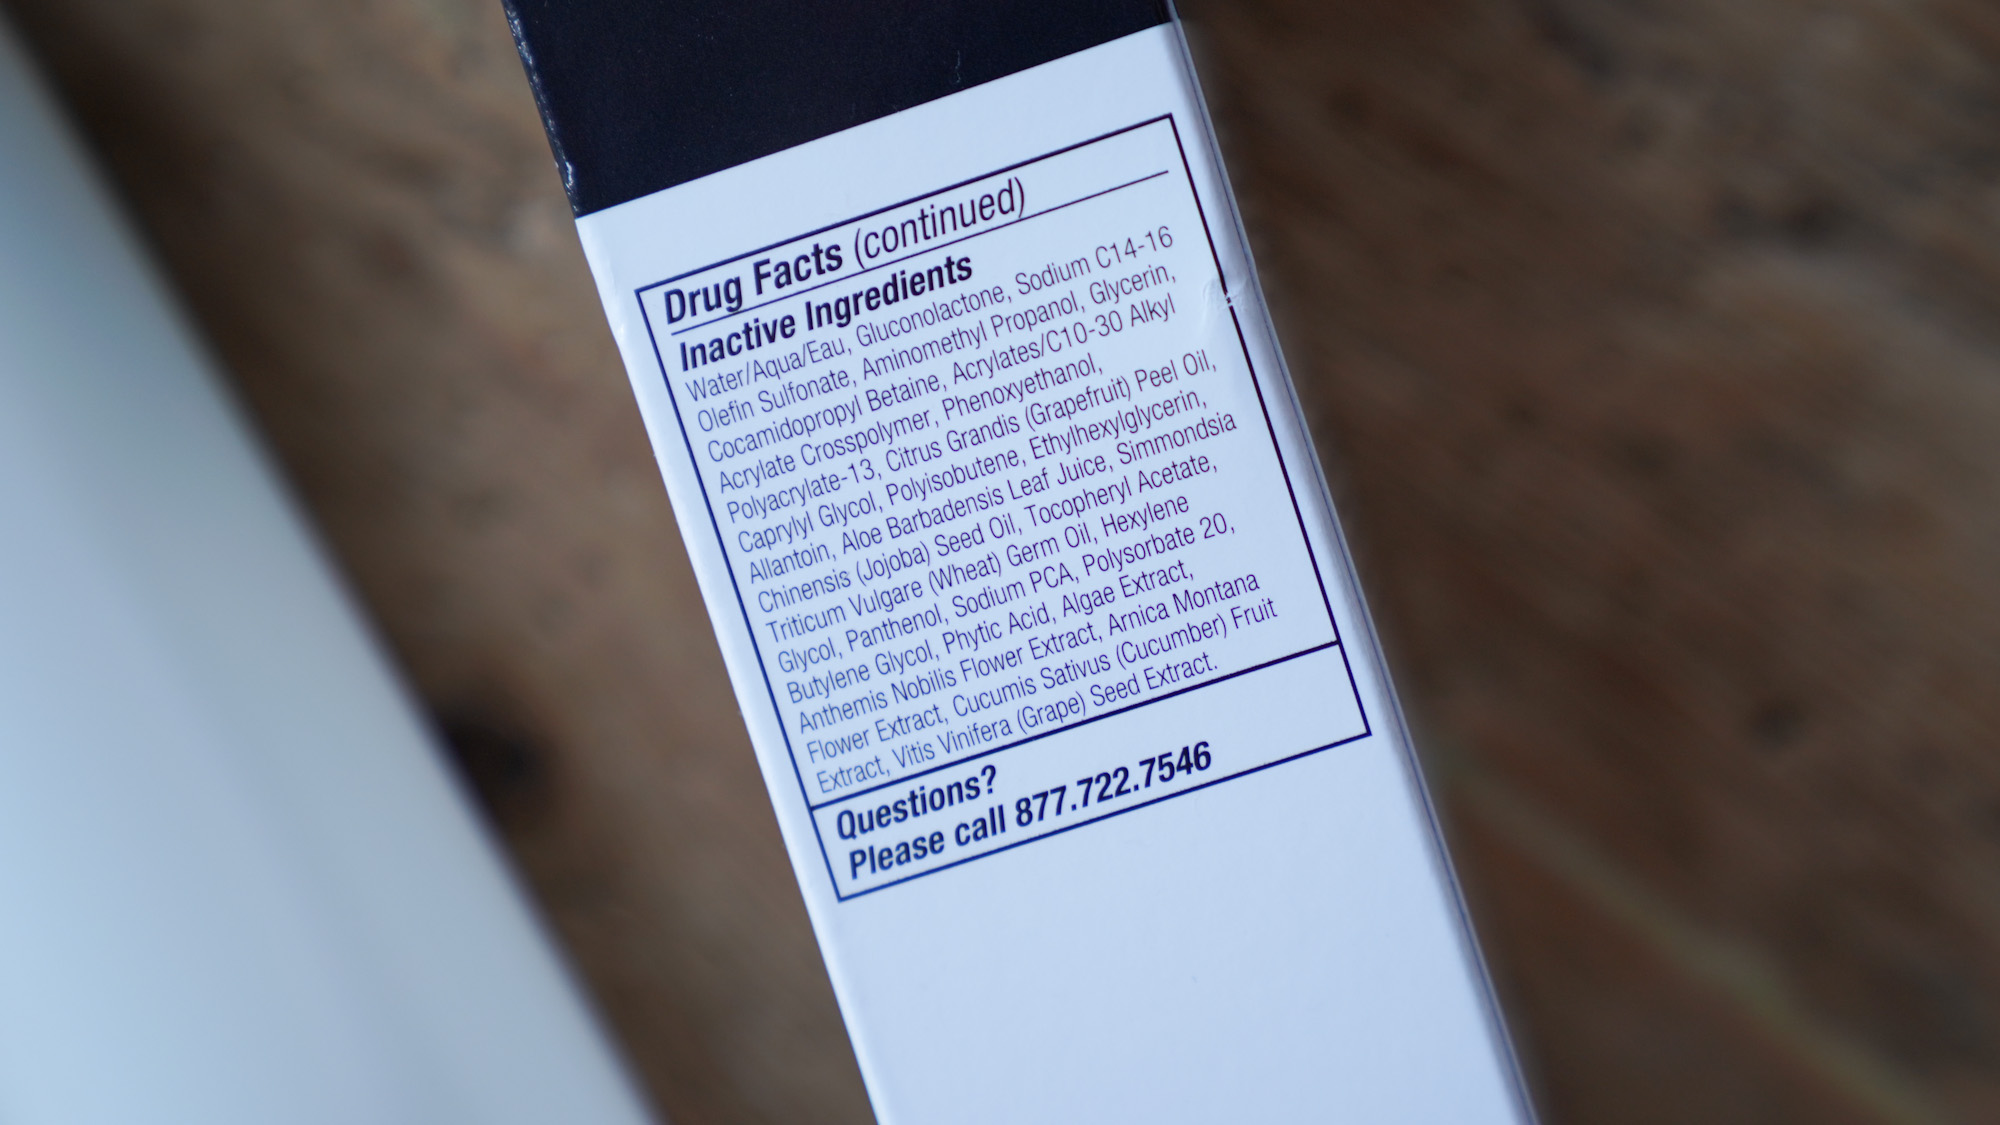 Drug Facts (continued)
Inactive Ingredients
Water/Aqua/Eau, Gluconolactone, Sodium C14-16
Olefin Sulfonate, Aminomethyl Propanol, Glycerin,
Cocamidopropyl Betaine, Acrylates/C10-30 Alkyl
Acrylate Crosspolymer, Phenoxyethanol,
Polyacrylate-13, Citrus Grandis (Grapefruit) Peel Oil,
Caprylyl Glycol, Polyisobutene, Ethylhexylglycerin,
Allantoin, Aloe Barbadensis Leaf Juice, Simmondsia
Chinensis (Jojoba) Seed Oil, Tocopheryl Acetate,
Triticum Vulgare (Wheat) Germ Oil, Hexylene
Glycol, Panthenol, Sodium PCA, Polysorbate 20,
Butylene Glycol, Phytic Acid, Algae Extract,
Anthemis Nobilis Flower Extract, Arnica Montana
Flower Extract, Cucumis Sativus (Cucumber) Fruit
Extract, Vitis Vinifera (Grape) Seed Extract.
Questions?
Please call 877.722.7546